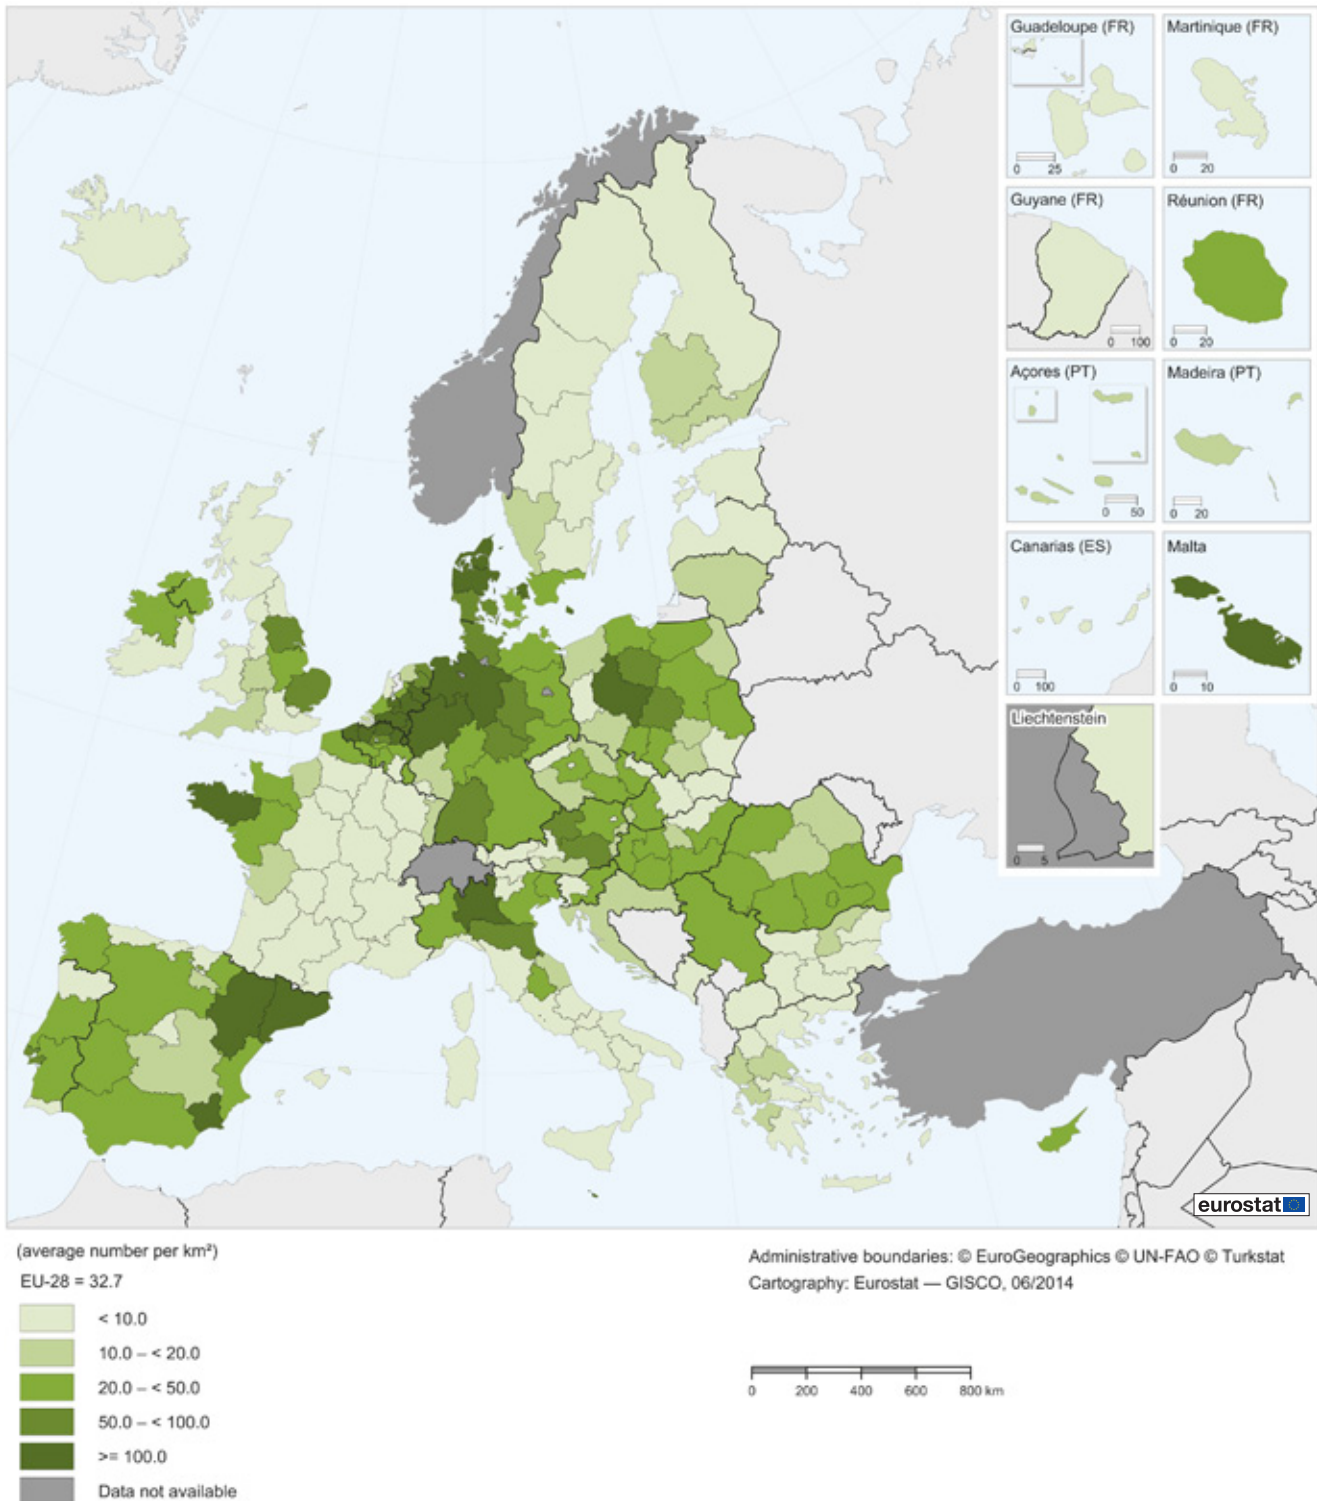 Guadeloupe (FR)
0 25
Martinique (FR)
0 20
Guyane (FR)
0 100
Réunion (FR)
0 20
Açores (PT)
0 50
Madeira (PT)
0 20
Canarias (ES)
0 100
Malta
0 10
Liechtenstein
0 5
eurostat
(average number per km²)
EU-28 = 32.7
< 10.0
10.0 – < 20.0
20.0 – < 50.0
50.0 – < 100.0
>= 100.0
Data not available
Administrative boundaries: © EuroGeographics © UN-FAO © Turkstat
Cartography: Eurostat — GISCO, 06/2014
0 200 400 600 800 km